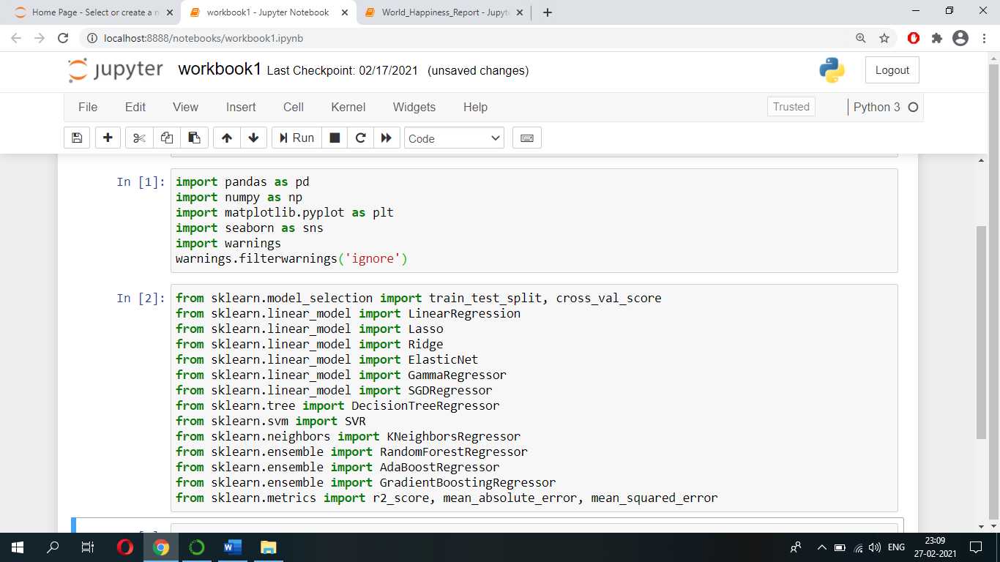 Home Page - Select or create a n
workbook1 - Jupyter Notebook
World_Happiness_Report - Jupyte
localhost:8888/notebooks/workbook1.ipynb
jupyter workbook1 Last Checkpoint: 02/17/2021 (unsaved changes)
Logout
File Edit View Insert Cell Kernel Widgets Help
Trusted
Python 3
Run
Code
In [1]:
import pandas as pd
import numpy as np
import matplotlib.pyplot as plt
import seaborn as sns
import warnings
warnings.filterwarnings('ignore')
In [2]:
from sklearn.model_selection import train_test_split, cross_val_score
from sklearn.linear_model import LinearRegression
from sklearn.linear_model import Lasso
from sklearn.linear_model import Ridge
from sklearn.linear_model import ElasticNet
from sklearn.linear_model import GammaRegressor
from sklearn.linear_model import SGDRegressor
from sklearn.tree import DecisionTreeRegressor
from sklearn.svm import SVR
from sklearn.neighbors import KNeighborsRegressor
from sklearn.ensemble import RandomForestRegressor
from sklearn.ensemble import AdaBoostRegressor
from sklearn.ensemble import GradientBoostingRegressor
from sklearn.metrics import r2_score, mean_absolute_error, mean_squared_error
ENG
23:09
27-02-2021